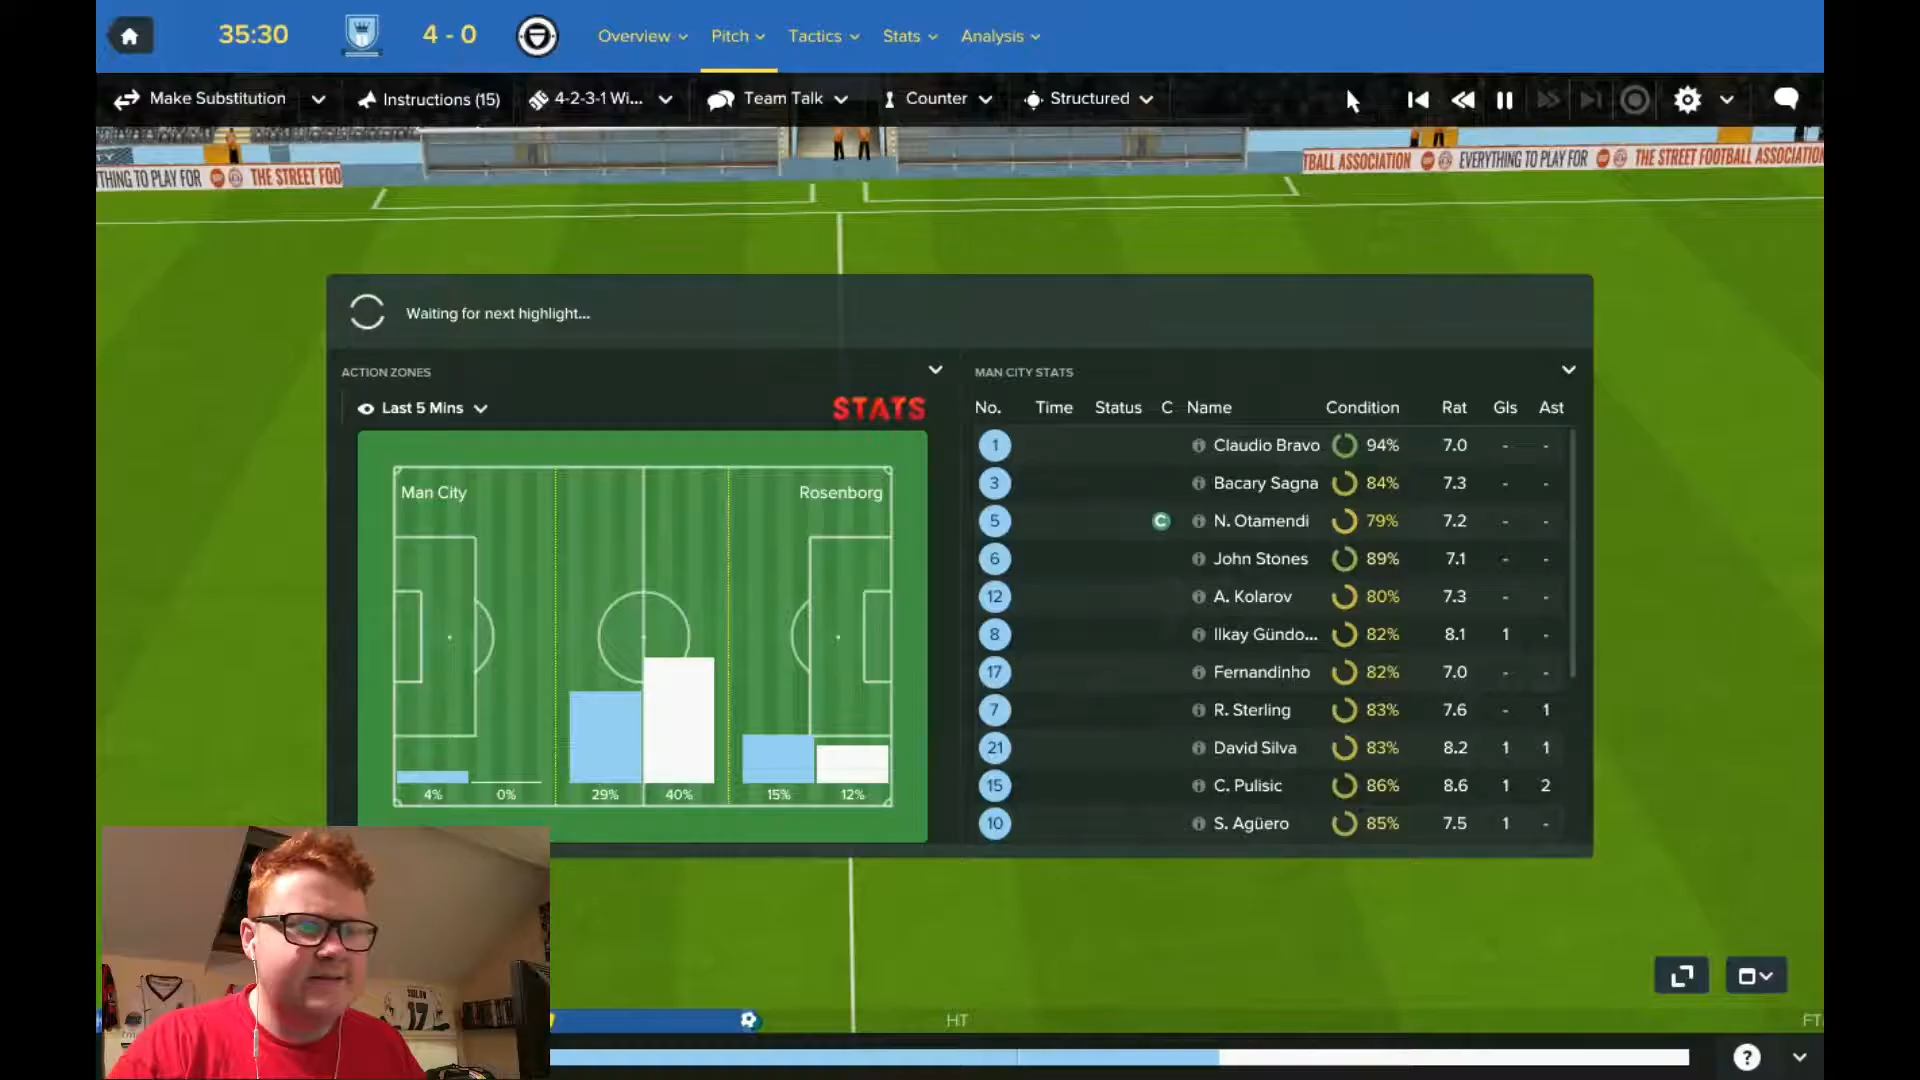 35:30 4 - 0 Overview Pitch Tactics Stats Analysis
Make Substitution Instructions (15) 4-2-3-1 Wi... Team Talk Counter Structured
THING TO PLAY FOR THE STREET FOO
TBALL ASSOCIATION EVERYTHING TO PLAY FOR THE STREET FOOTBALL ASSOCIATION
Waiting for next highlight...
ACTION ZONES
Last 5 Mins STATS
Man City Rosenborg
4% 0% 29% 40% 15% 12%
MAN CITY STATS
No. Time Status C Name Condition Rat Gls Ast
1 Claudio Bravo 94% 7.0 - -
3 Bacary Sagna 84% 7.3 - -
5 C N. Otamendi 79% 7.2 - -
6 John Stones 89% 7.1 - -
12 A. Kolarov 80% 7.3 - -
8 Ilkay Gündo... 82% 8.1 1 -
17 Fernandinho 82% 7.0 - -
7 R. Sterling 83% 7.6 - 1
21 David Silva 83% 8.2 1 1
15 C. Pulisic 86% 8.6 1 2
10 S. Agüero 85% 7.5 1 -
17
HT FT
?